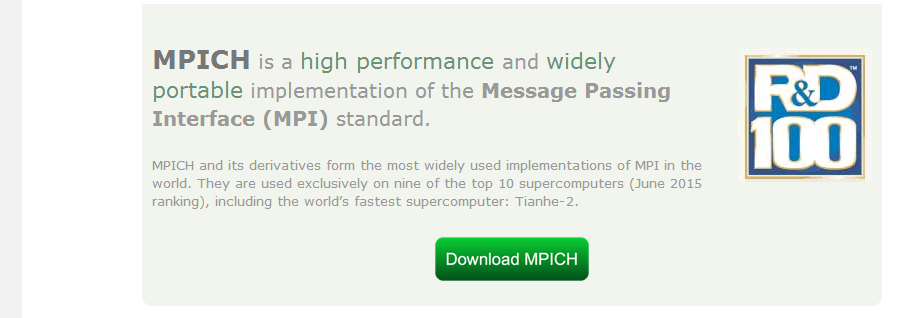 MPICH is a high performance and widely
portable implementation of the Message Passing
Interface (MPI) standard.
R&D™
100
MPICH and its derivatives form the most widely used implementations of MPI in the
world. They are used exclusively on nine of the top 10 supercomputers (June 2015
ranking), including the world’s fastest supercomputer: Tianhe-2.
Download MPICH